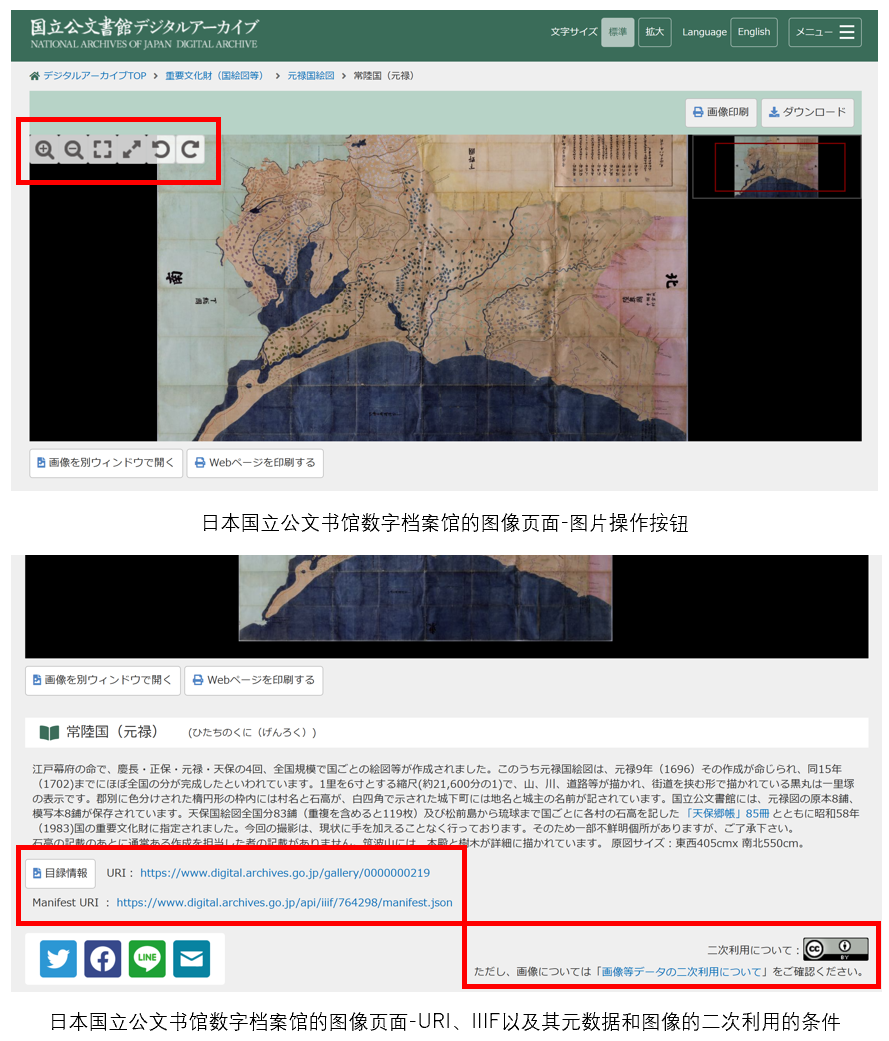 国立公文書館デジタルアーカイブ
NATIONAL ARCHIVES OF JAPAN DIGITAL ARCHIVE
文字サイズ 標準 拡大 Language English メニュー
デジタルアーカイブTOP > 重要文化財（国絵図等） > 元禄国絵図 > 常陸国（元禄）
画像印刷 ダウンロード
南
北
画像を別ウィンドウで開く Webページを印刷する
日本国立公文书馆数字档案馆的图像页面-图片操作按钮
画像を別ウィンドウで開く Webページを印刷する
常陸国（元禄） （ひたちのくに（げんろく））
江戸幕府の命で、慶長・正保・元禄・天保の4回、全国規模で国ごとの絵図等が作成されました。このうち元禄国絵図は、元禄9年（1696）その作成が命じられ、同15年
（1702)までにほぼ全国の分が完成したといわれています。1里を6寸とする縮尺(約21,600分の1)で、山、川、道路等が描かれ、街道を挟む形で描かれている黒丸は一里塚
の表示です。郡別に色分けされた楕円形の枠内には村名と石高が、白四角で示された城下町には地名と城主の名前が記されています。国立公文書館には、元禄図の原本8鋪、
模写本8鋪が保存されています。天保国絵図全国分83鋪（重複を含めると119枚）及び松前島から琉球まで国ごとに各村の石高を記した 「天保郷帳」85冊 とともに昭和58年
（1983)国の重要文化財に指定されました。今回の撮影は、現状に手を加えることなく行っております。そのため一部不鮮明個所がありますが、ご了承下さい。
石高の記載のあとに通常ある作成を担当した者の記載がありません。筑波山には、本殿と樹木が詳細に描かれています。 原図サイズ：東西405cmx 南北550cm。
目録情報 URI： https://www.digital.archives.go.jp/gallery/0000000219
Manifest URI ： https://www.digital.archives.go.jp/api/iiif/764298/manifest.json
LINE
二次利用について： CC BY
ただし、画像については「画像等データの二次利用について」をご確認ください。
日本国立公文书馆数字档案馆的图像页面-URI、IIIF以及其元数据和图像的二次利用的条件